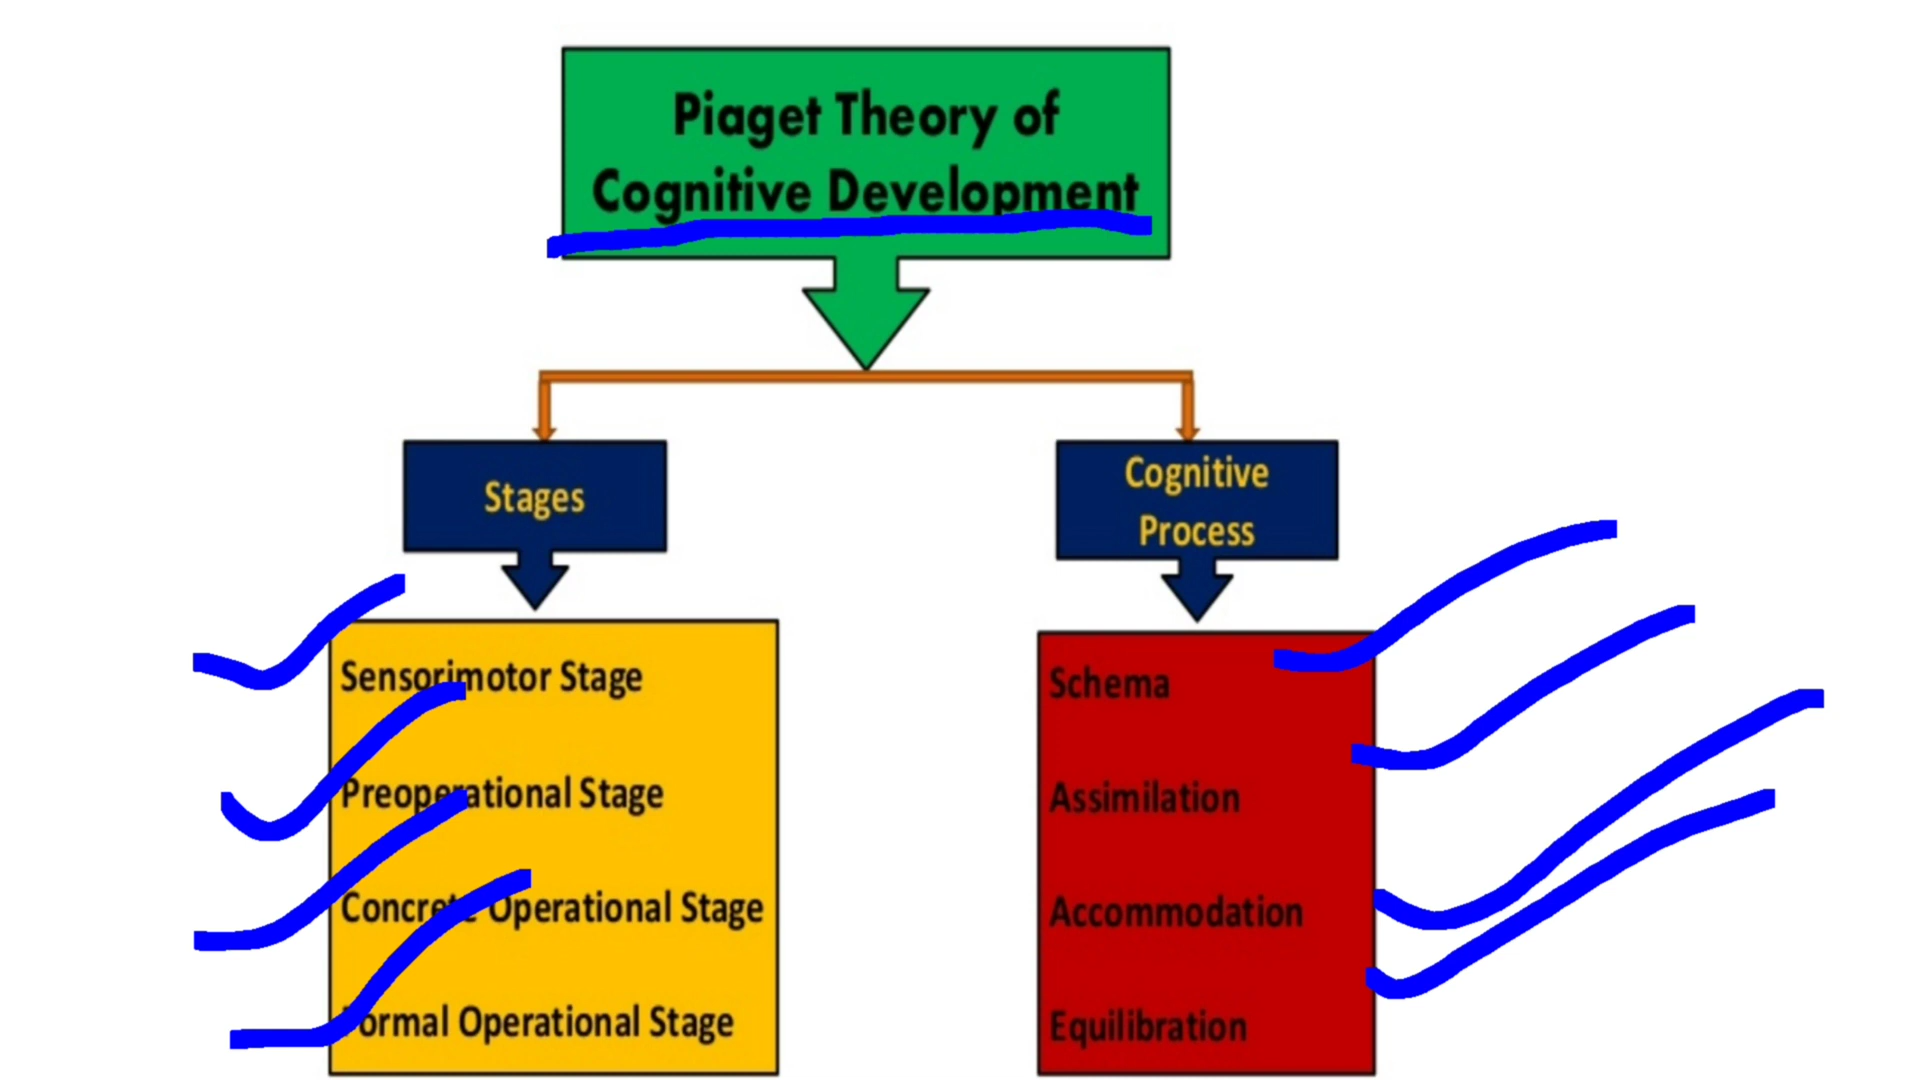 Piaget Theory of
Cognitive Development
Stages
Cognitive
Process
Sensorimotor Stage
Preoperational Stage
Concrete Operational Stage
Formal Operational Stage
Schema
Assimilation
Accommodation
Equilibration